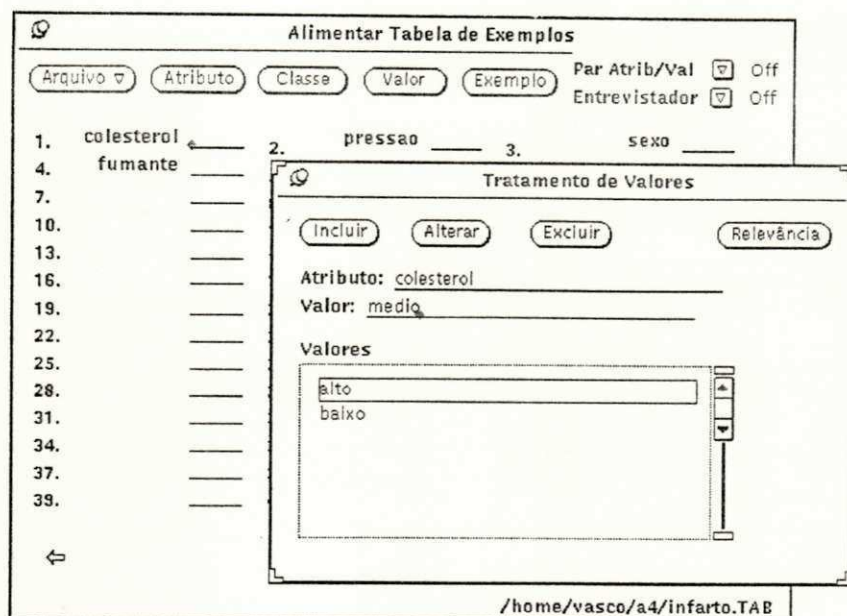 Alimentar Tabela de Exemplos
Arquivo Atributo Classe Valor Exemplo
Par Atrib/Val Off
Entrevistador Off
1. colesterol 2. pressao 3. sexo
4. fumante
7.
10.
13.
16.
19.
22.
25.
28.
31.
34.
37.
39.
Tratamento de Valores
Incluir Alterar Excluir Relevância
Atributo: colesterol
Valor: medio
Valores
alto
baixo
/home/vasco/a4/infarto.TAB